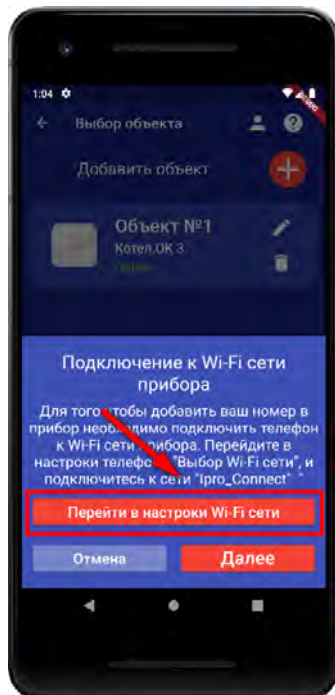 1:04
Выбор объекта
Добавить объект
Объект №1
Котел,ОК 3
Подключение к Wi-Fi сети
прибора
Для того чтобы добавить ваш номер в
прибор необходимо подключить телефон
к Wi-Fi сети прибора. Перейдите в
настройки телефона "Выбор Wi-Fi сети", и
подключитесь к сети "Ipro_Connect" "
Перейти в настроки Wi-Fi сети
Отмена
Далее